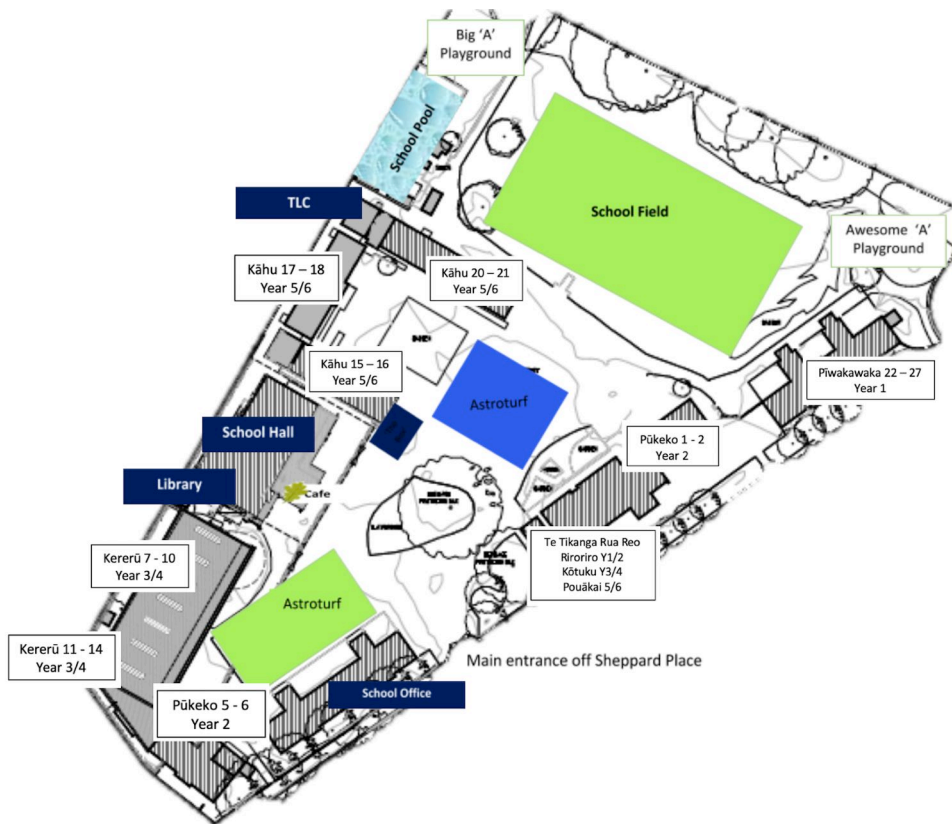 Big ‘A’
Playground
School Pool
TLC
School Field
Awesome ‘A’
Playground
Kāhu 17 – 18
Year 5/6
Kāhu 20 – 21
Year 5/6
Kāhu 15 – 16
Year 5/6
Astroturf
Pīwakawaka 22 – 27
Year 1
School Hall
Pūkeko 1 - 2
Year 2
Library
Cafe
Te Tikanga Rua Reo
Riroriro Y1/2
Kōtuku Y3/4
Pouākai 5/6
Kererū 7 - 10
Year 3/4
Astroturf
Kererū 11 - 14
Year 3/4
Main entrance off Sheppard Place
Pūkeko 5 - 6
Year 2
School Office